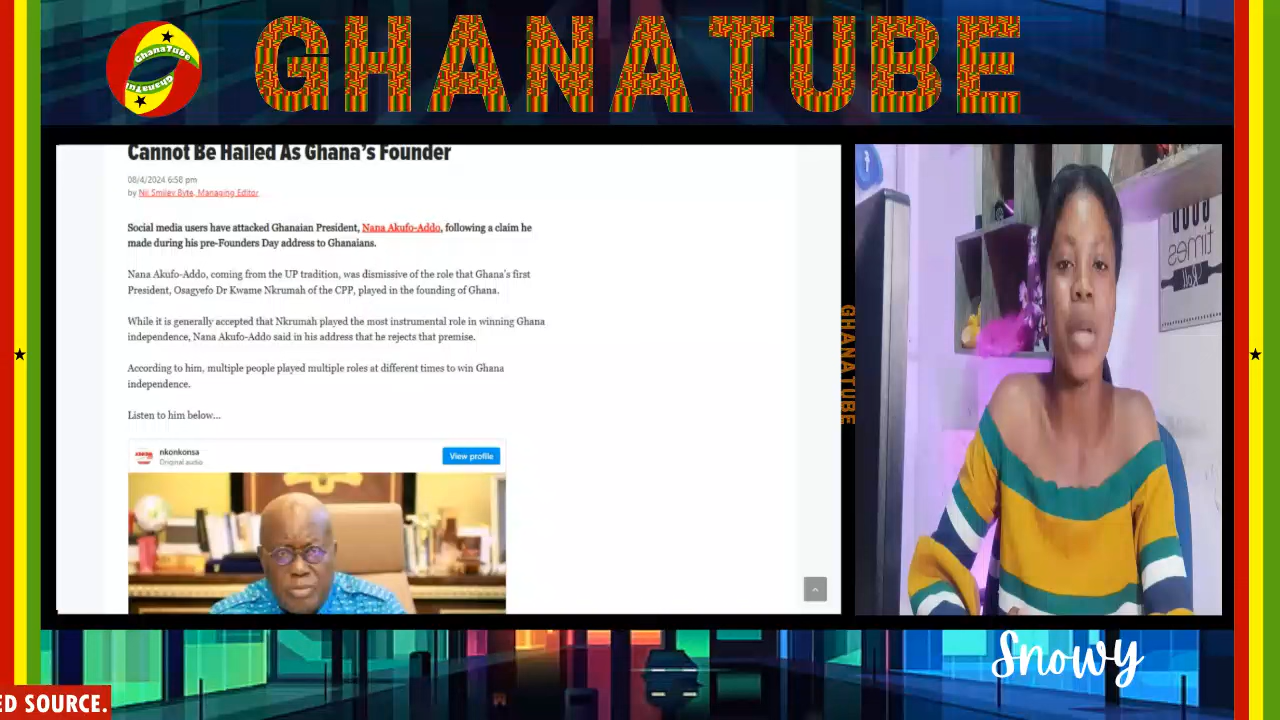 GHANATUBE
GhanaTube
GhanaTube
Cannot Be Hailed As Ghana's Founder
08/4/2024 6:58 pm
by Nii Smiley Byte, Managing Editor
Social media users have attacked Ghanaian President, Nana Akufo-Addo, following a claim he
made during his pre-Founders Day address to Ghanaians.
Nana Akufo-Addo, coming from the UP tradition, was dismissive of the role that Ghana's first
President, Osagyefo Dr Kwame Nkrumah of the CPP, played in the founding of Ghana.
While it is generally accepted that Nkrumah played the most instrumental role in winning Ghana
independence, Nana Akufo-Addo said in his address that he rejects that premise.
According to him, multiple people played multiple roles at different times to win Ghana
independence.
Listen to him below...
nkonkonsa
Original audio
View profile
GHANATUBE
times
Snowy
ED SOURCE.